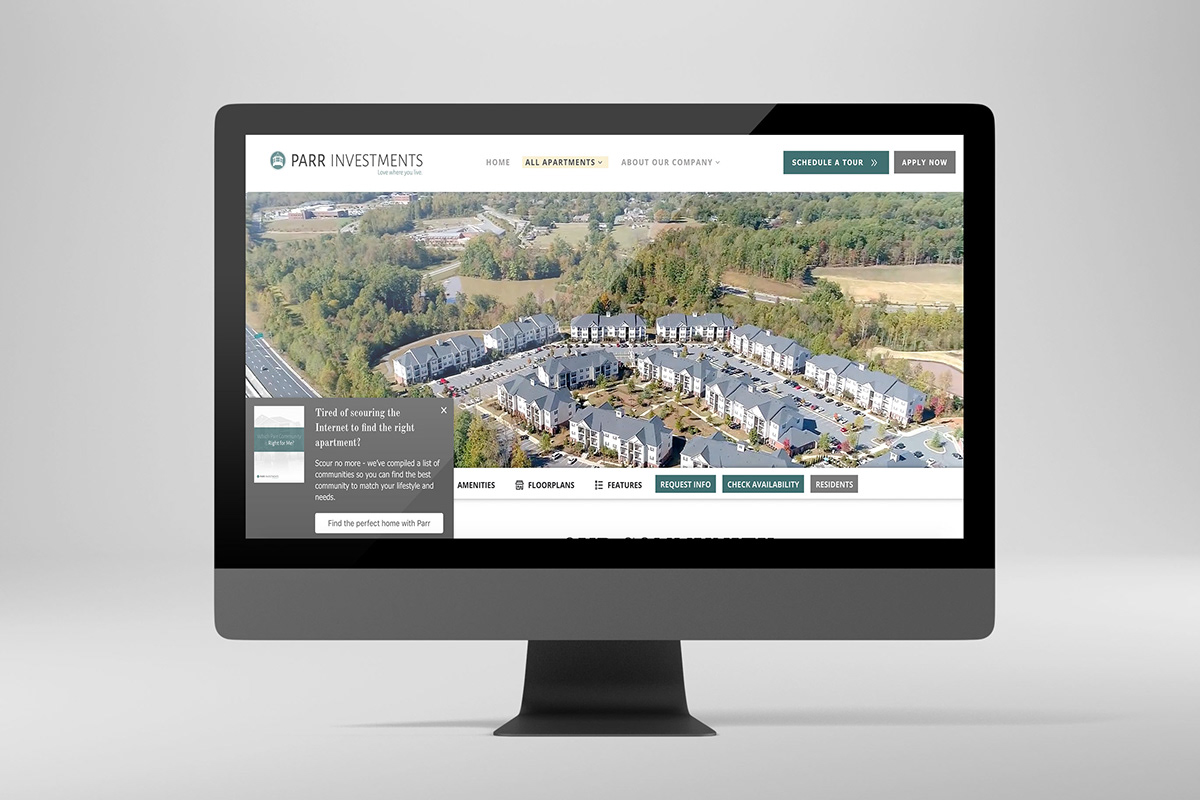 PARR INVESTMENTS
Love where you live.
HOME
ALL APARTMENTS
ABOUT OUR COMPANY
SCHEDULE A TOUR »
APPLY NOW
Right for Me?
Tired of scouring the
Internet to find the right
apartment?
X
Scour no more - we've compiled a list of
communities so you can find the best
community to match your lifestyle and
needs.
Find the perfect home with Parr
AMENITIES
FLOORPLANS
FEATURES
REQUEST INFO
CHECK AVAILABILITY
RESIDENTS